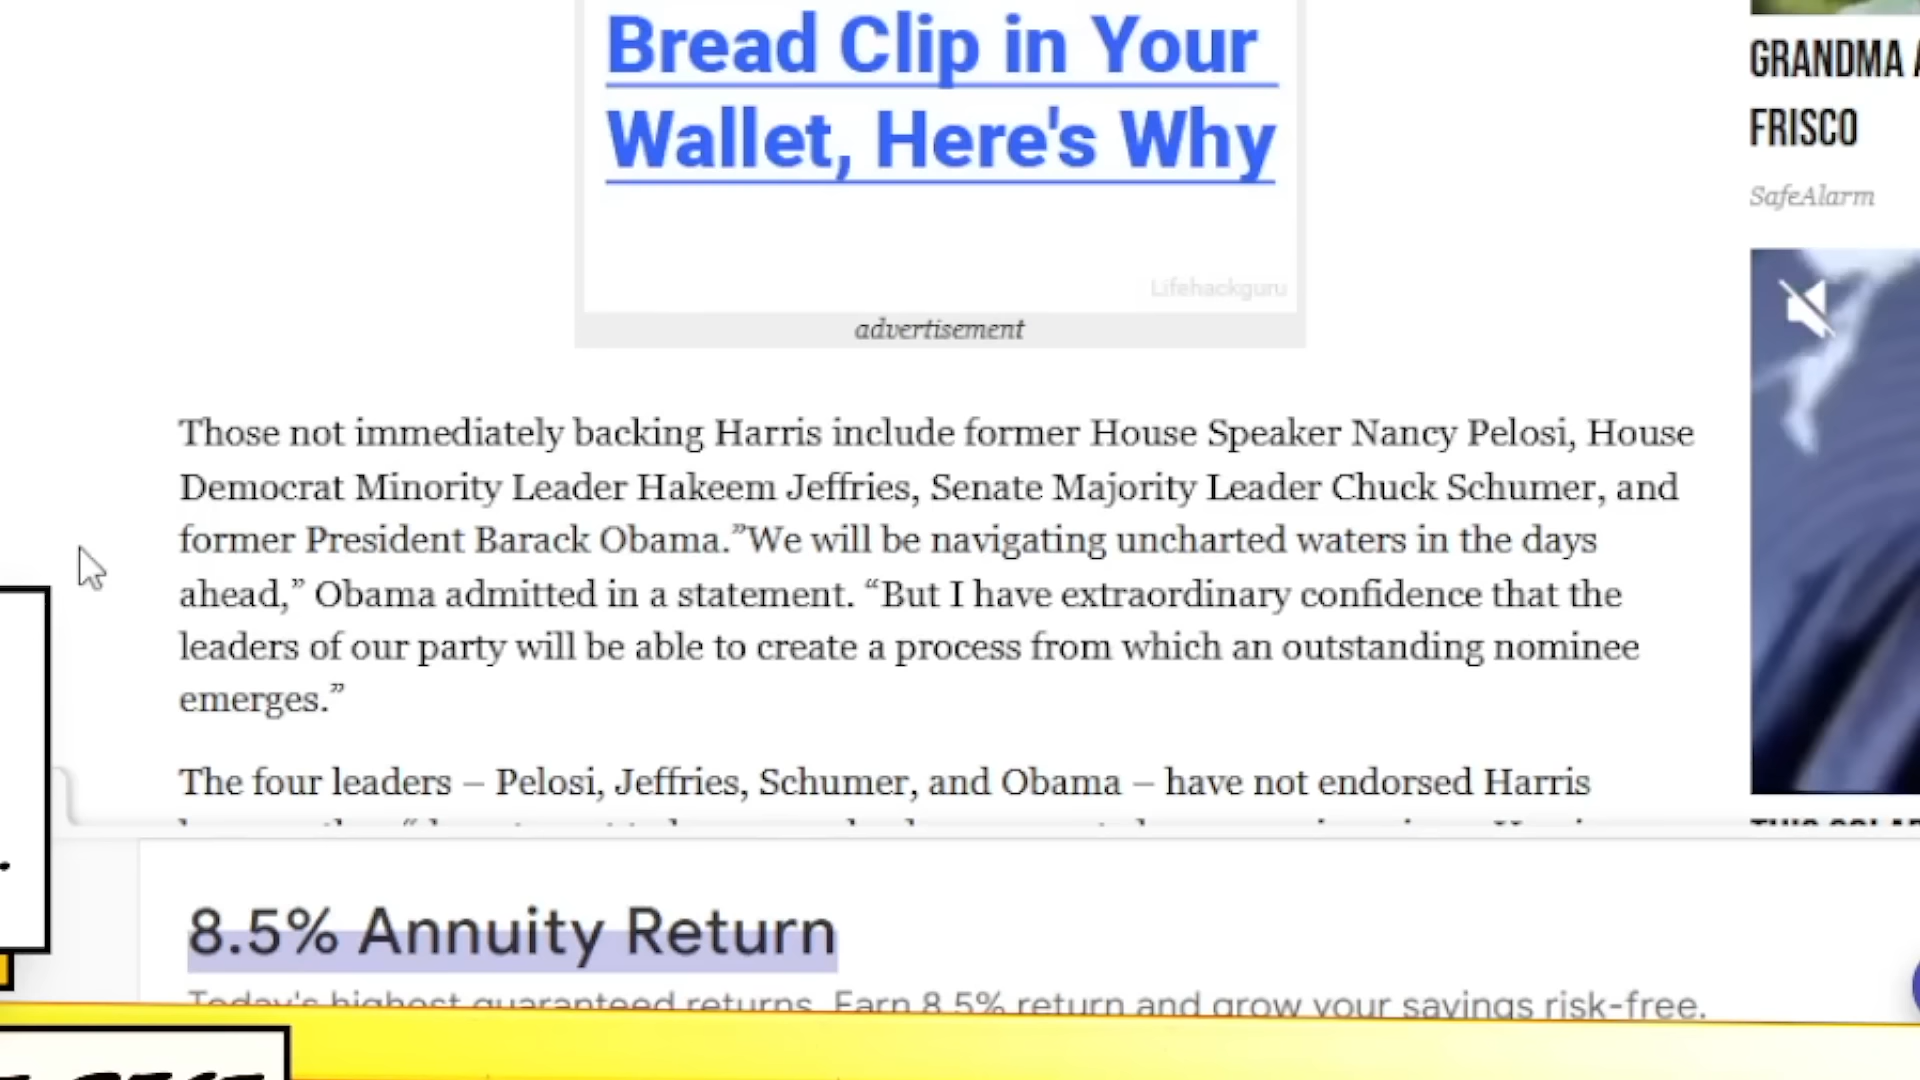 Bread Clip in Your
Wallet, Here's Why
Lifehackguru
advertisement
Those not immediately backing Harris include former House Speaker Nancy Pelosi, House
Democrat Minority Leader Hakeem Jeffries, Senate Majority Leader Chuck Schumer, and
former President Barack Obama.”We will be navigating uncharted waters in the days
ahead,” Obama admitted in a statement. “But I have extraordinary confidence that the
leaders of our party will be able to create a process from which an outstanding nominee
emerges.”
The four leaders – Pelosi, Jeffries, Schumer, and Obama – have not endorsed Harris
GRANDMA
FRISCO
SafeAlarm
8.5% Annuity Return
Today's highest guaranteed returns. Earn 8.5% return and grow your savings risk-free.